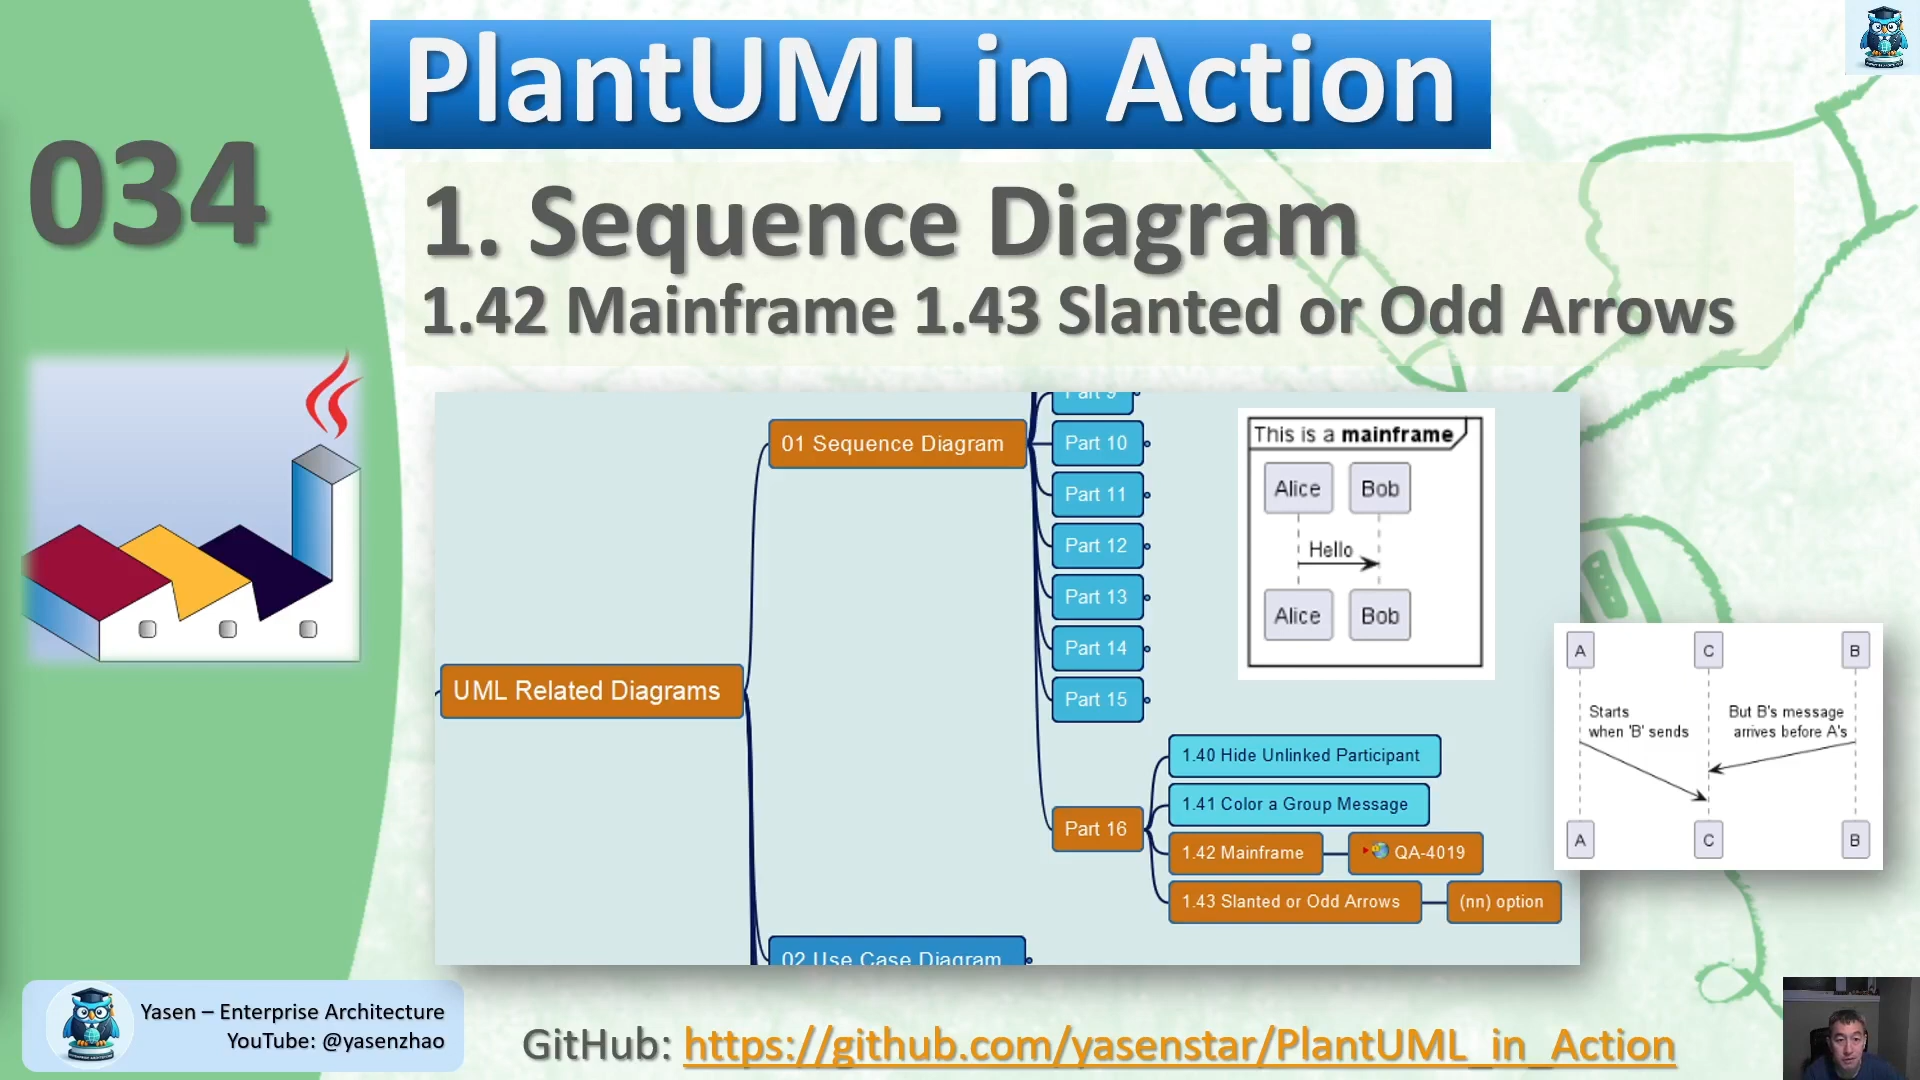 PlantUML in Action
034
1. Sequence Diagram
1.42 Mainframe 1.43 Slanted or Odd Arrows
Part 9
01 Sequence Diagram
Part 10
Part 11
Part 12
Part 13
Part 14
Part 15
UML Related Diagrams
Part 16
1.40 Hide Unlinked Participant
1.41 Color a Group Message
1.42 Mainframe
QA-4019
1.43 Slanted or Odd Arrows
(nn) option
02 Use Case Diagram
This is a mainframe
Alice Bob
Hello
Alice Bob
A C B
Starts
when 'B' sends
But B's message
arrives before A's
A C B
Yasen – Enterprise Architecture
YouTube: @yasenzhao
GitHub: https://github.com/yasenstar/PlantUML_in_Action